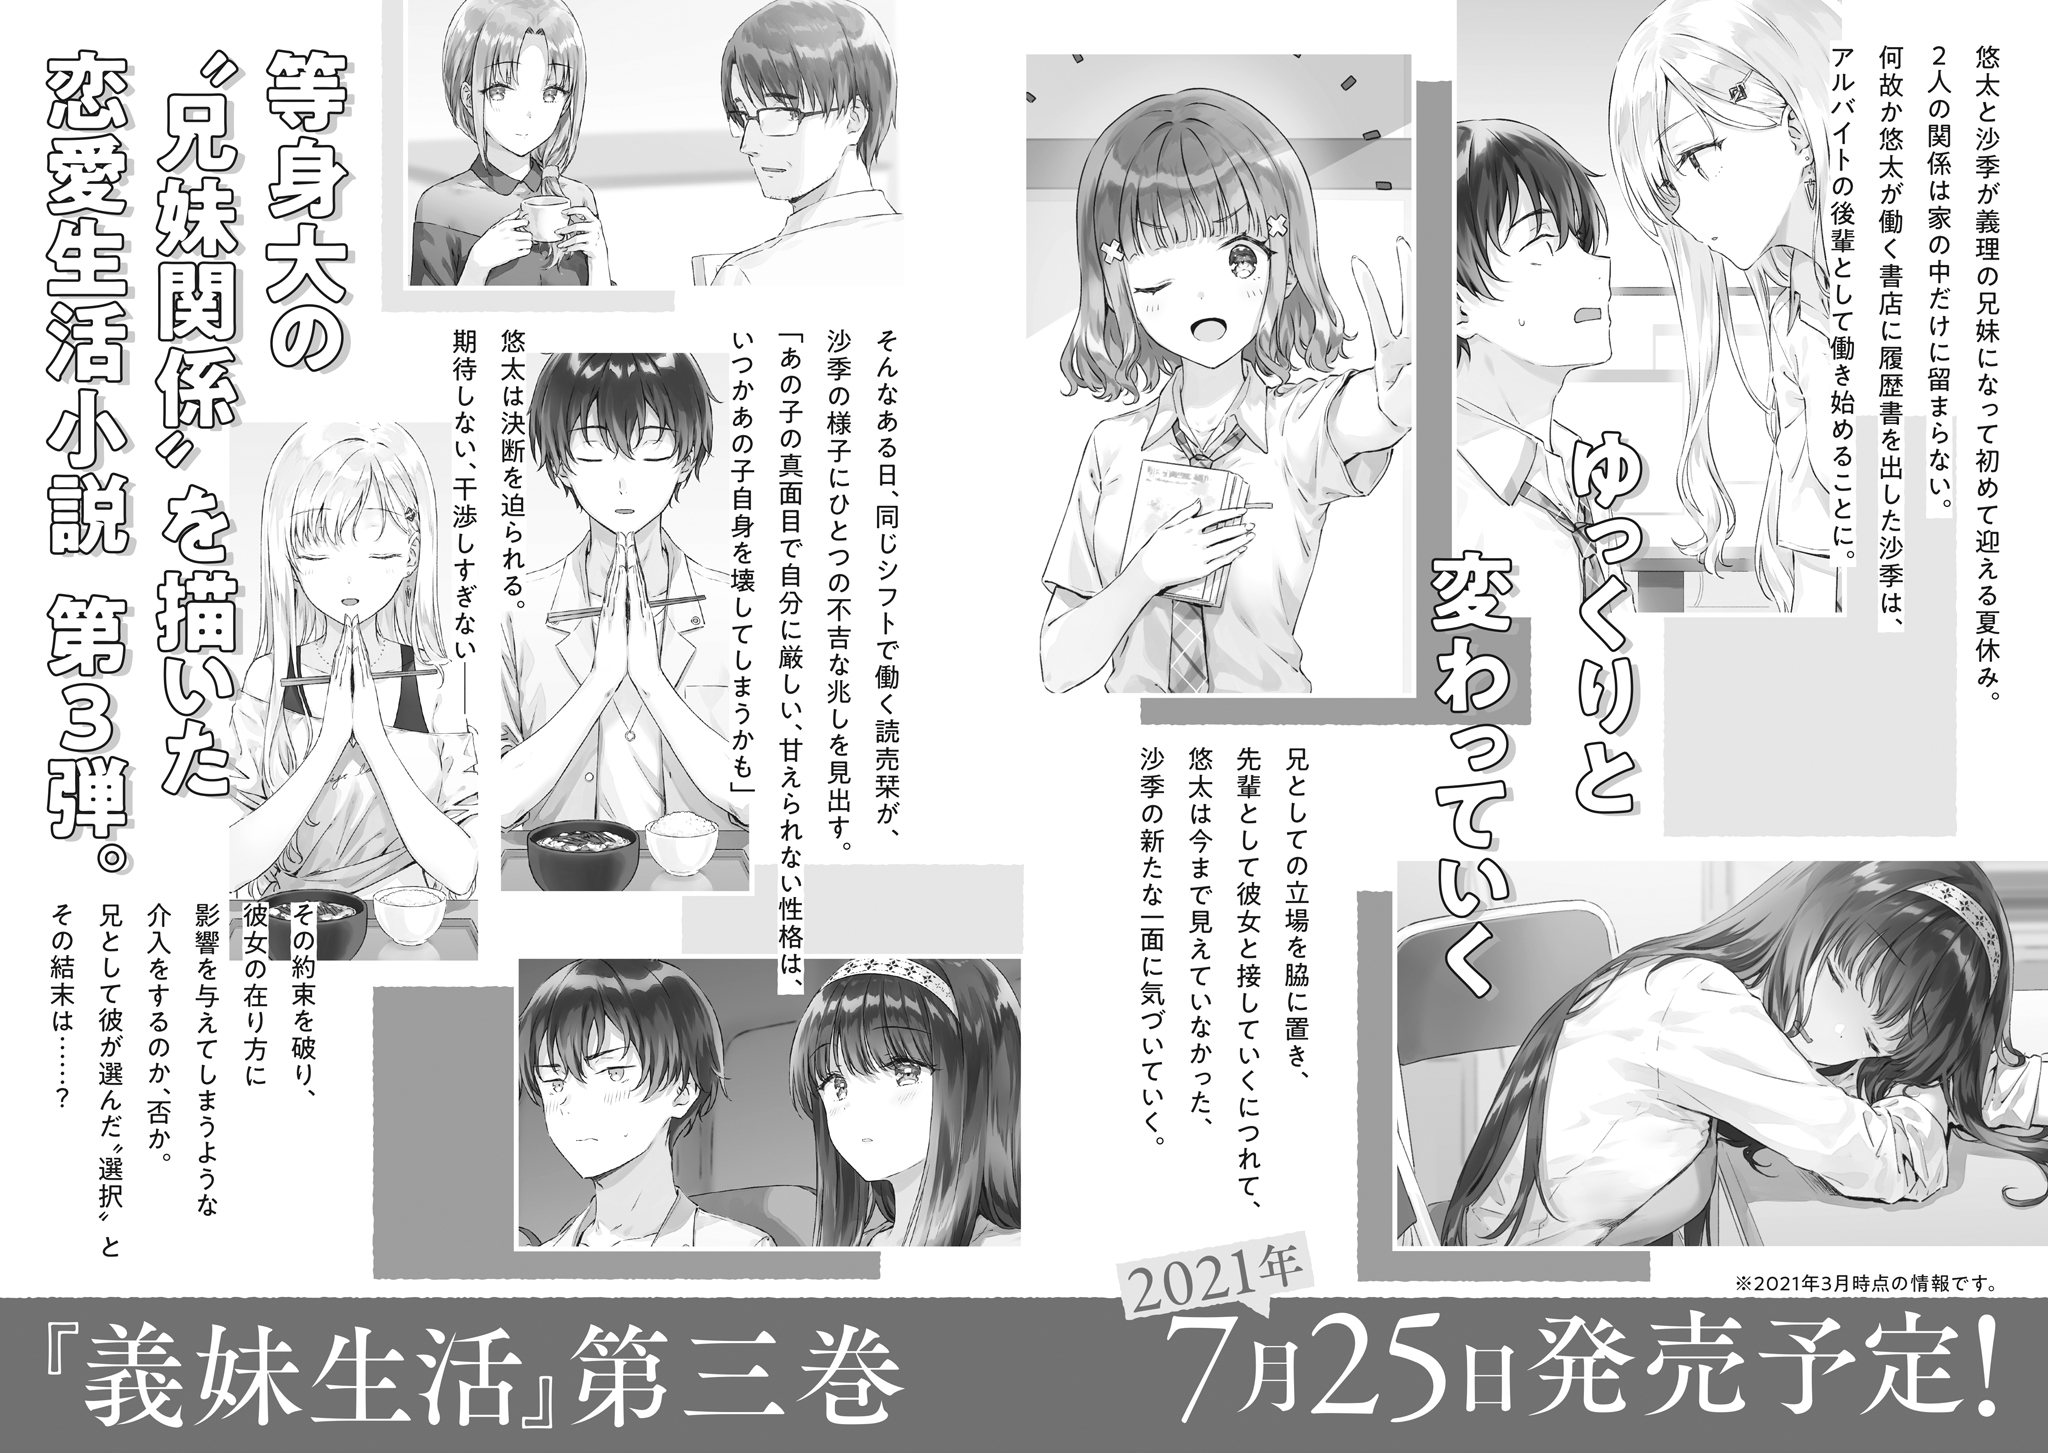 悠太と沙季が義理の兄妹になって初めて迎える夏休み。
2人の関係は家の中だけに留まらない。
何故か悠太が働く書店に履歴書を出した沙季は、
アルバイトの後輩として働き始めることに。
ゆっくりと
変わっていく
兄としての立場を脇に置き、
先輩として彼女と接していくにつれて、
悠太は今まで見えていなかった、
沙季の新たな一面に気づいていく。
そんなある日、同じシフトで働く読売栞が、
沙季の様子にひとつの不吉な兆しを見出す。
「あの子の真面目で自分に厳しい、甘えられない性格は、
いつかあの子自身を壊してしまうかも」
悠太は決断を迫られる。
期待しない、干渉しすぎない――
その約束を破り、
彼女の在り方に
影響を与えてしまうような
介入をするのか、否か。
兄として彼が選んだ〝選択〟と
その結末は……？
等身大の
〝兄妹関係〟を描いた
恋愛生活小説 第3弾。
※2021年3月時点の情報です。
『義妹生活』第三巻
2021年
7月25日発売予定！